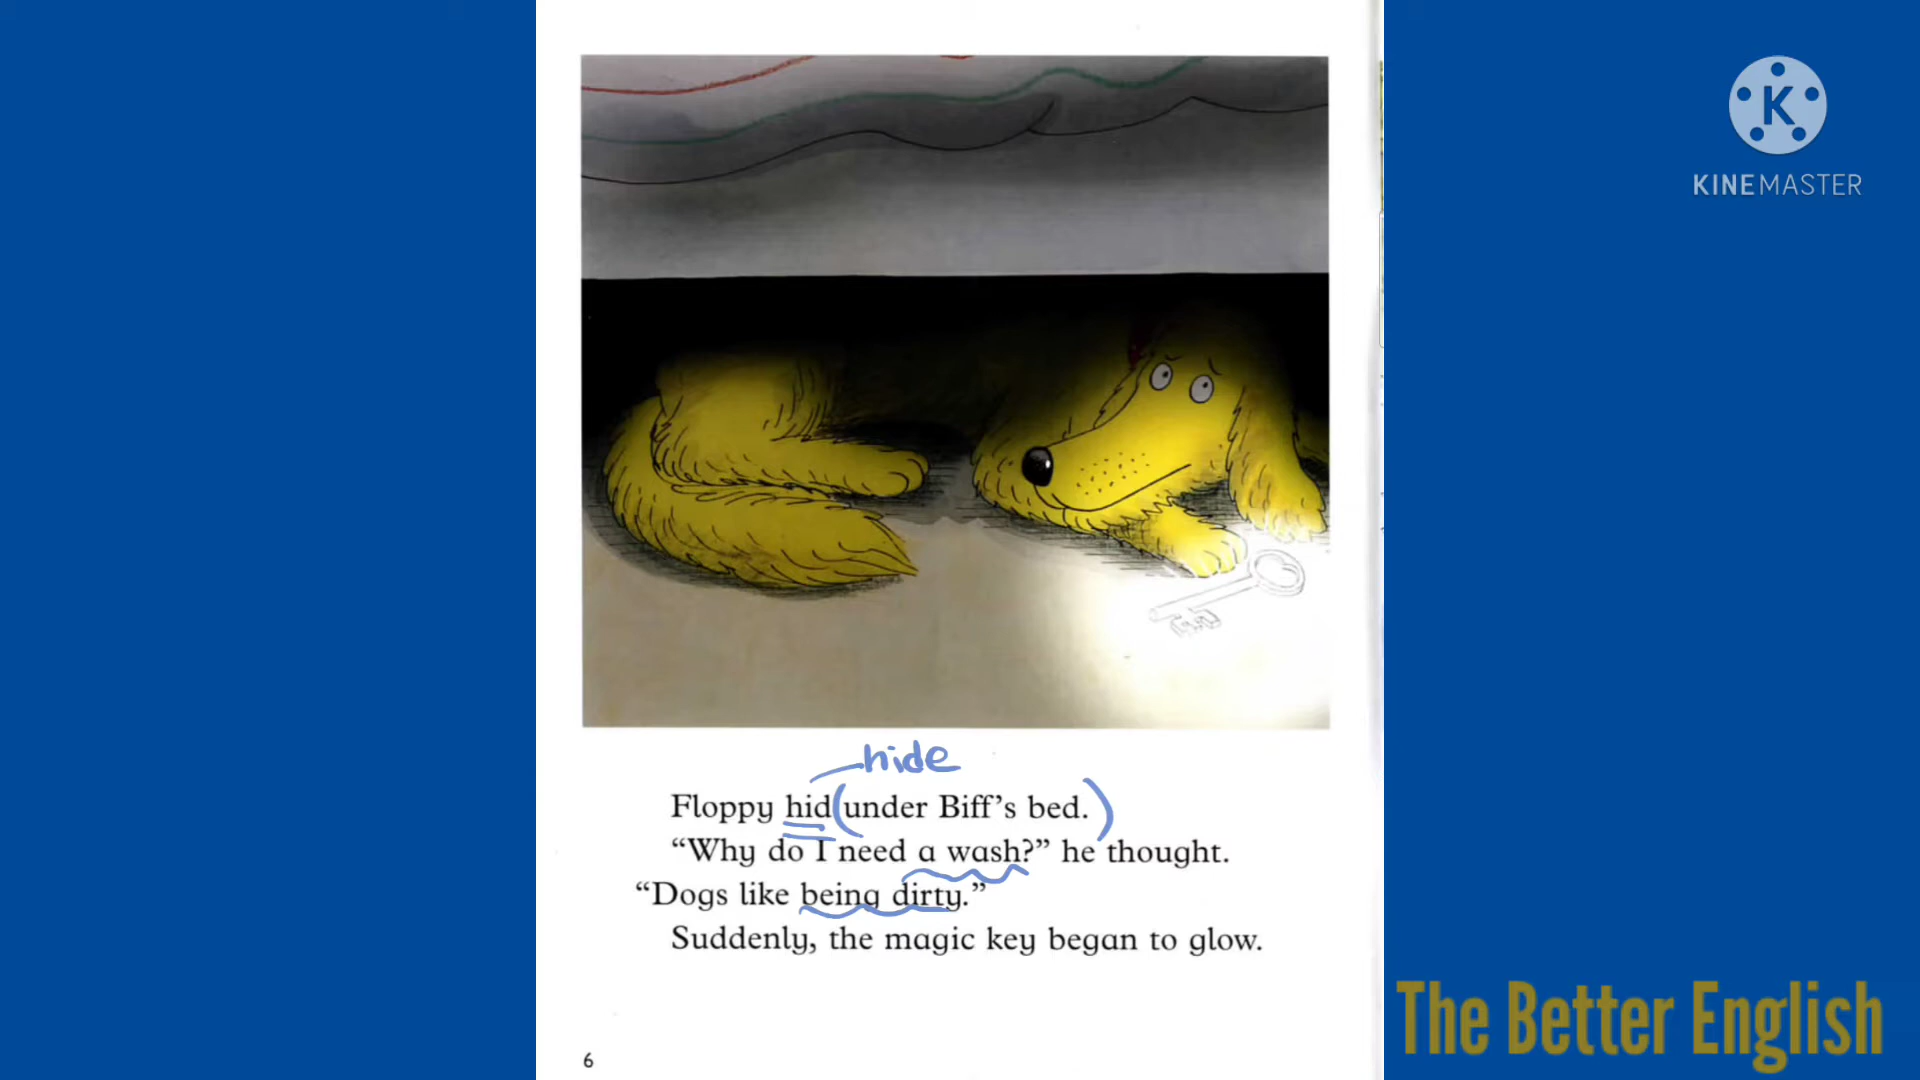 K
KINEMASTER
hide
Floppy hid (under Biff's bed.)
“Why do I need a wash?” he thought.
“Dogs like being dirty.”
Suddenly, the magic key began to glow.
6
The Better English